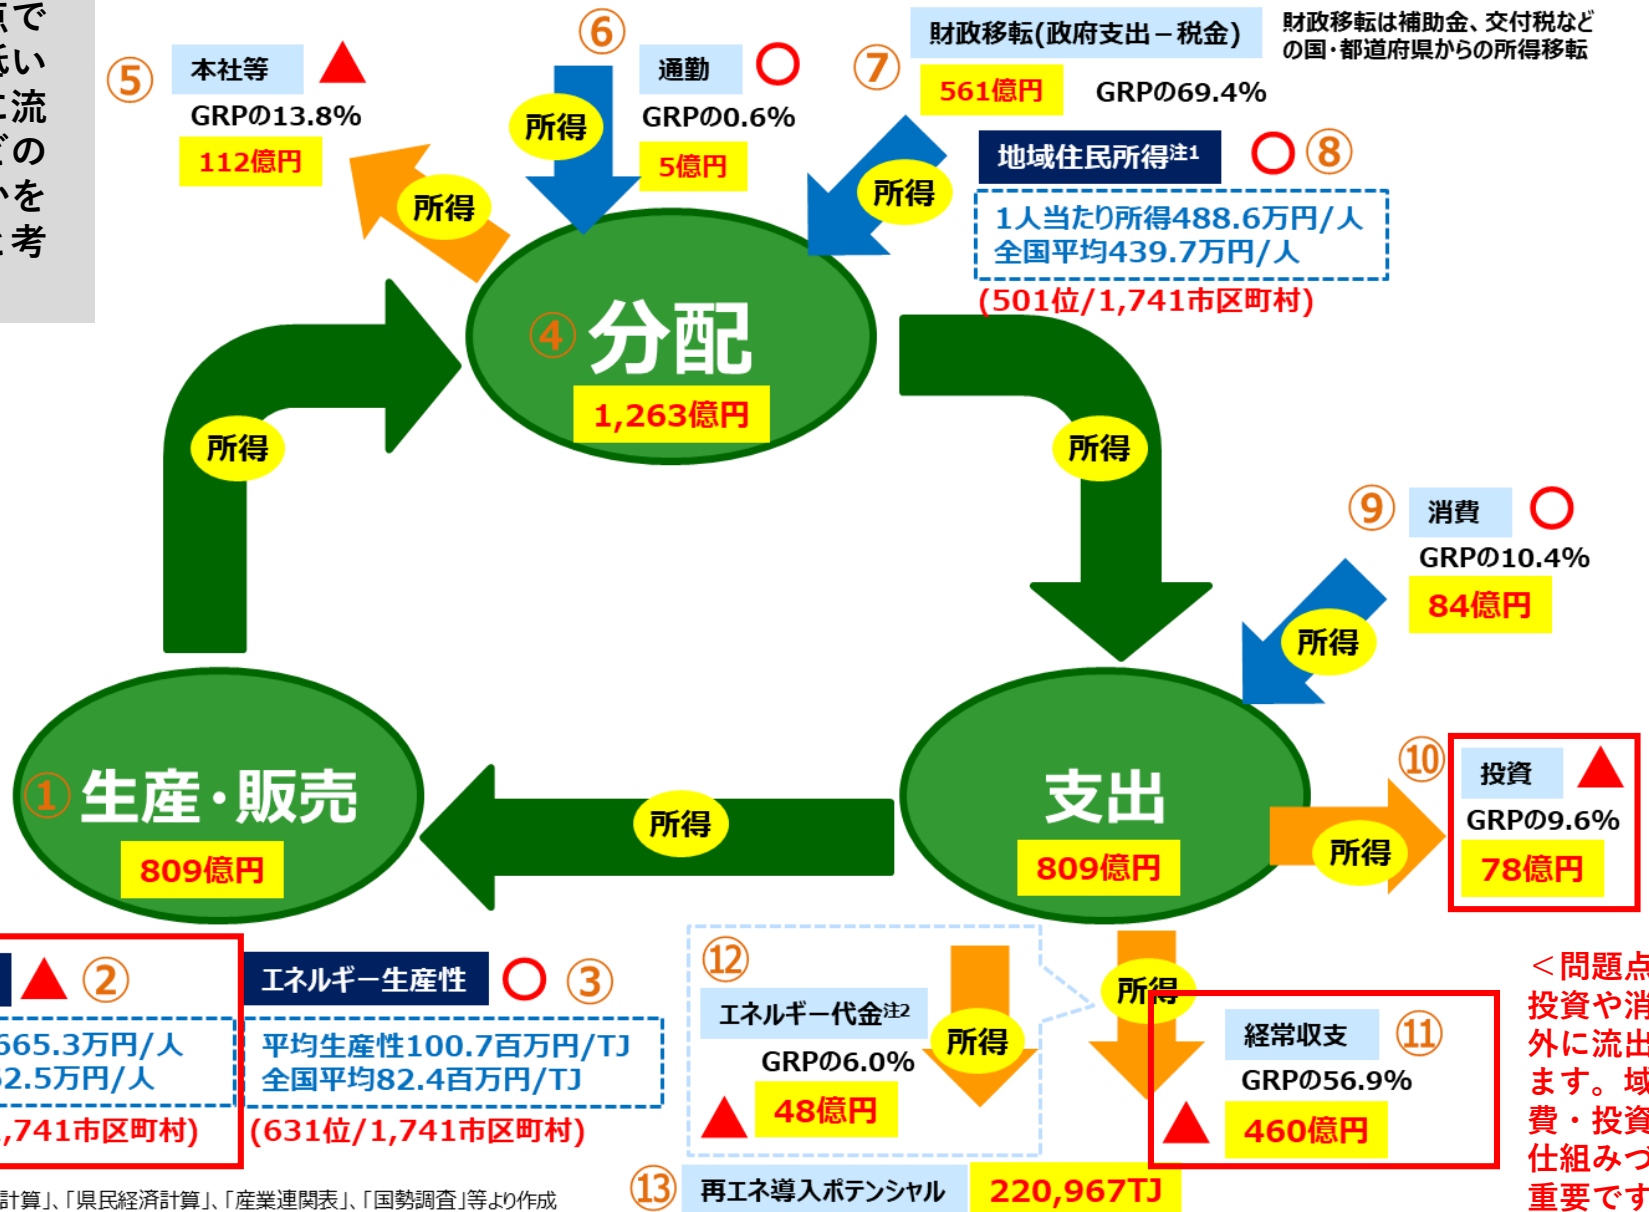 点で
低い
に流
どの
かを
と考
⑤
本社等
▲
GRPの13.8%
112億円
⑥
通勤
○
GRPの0.6%
5億円
⑦
財政移転(政府支出－税金)
561億円
GRPの69.4%
財政移転は補助金、交付税など
の国・都道府県からの所得移転
地域住民所得注1
○
⑧
1人当たり所得488.6万円/人
全国平均439.7万円/人
(501位/1,741市区町村)
所得
所得
所得
④
分配
1,263億円
所得
所得
⑨
消費
○
GRPの10.4%
84億円
所得
①
生産・販売
809億円
所得
支出
809億円
所得
⑩
投資
▲
GRPの9.6%
78億円
▲
②
665.3万円/人
2.5万円/人
,741市区町村)
エネルギー生産性
○
③
平均生産性100.7百万円/TJ
全国平均82.4百万円/TJ
(631位/1,741市区町村)
⑫
エネルギー代金注2
GRPの6.0%
▲
48億円
所得
所得
経常収支
⑪
GRPの56.9%
▲
460億円
⑬
再エネ導入ポテンシャル
220,967TJ
＜問題点
投資や消
外に流出
ます。域
費・投資
仕組みづ
重要です
計算」、「県民経済計算」、「産業連関表」、「国勢調査」等より作成